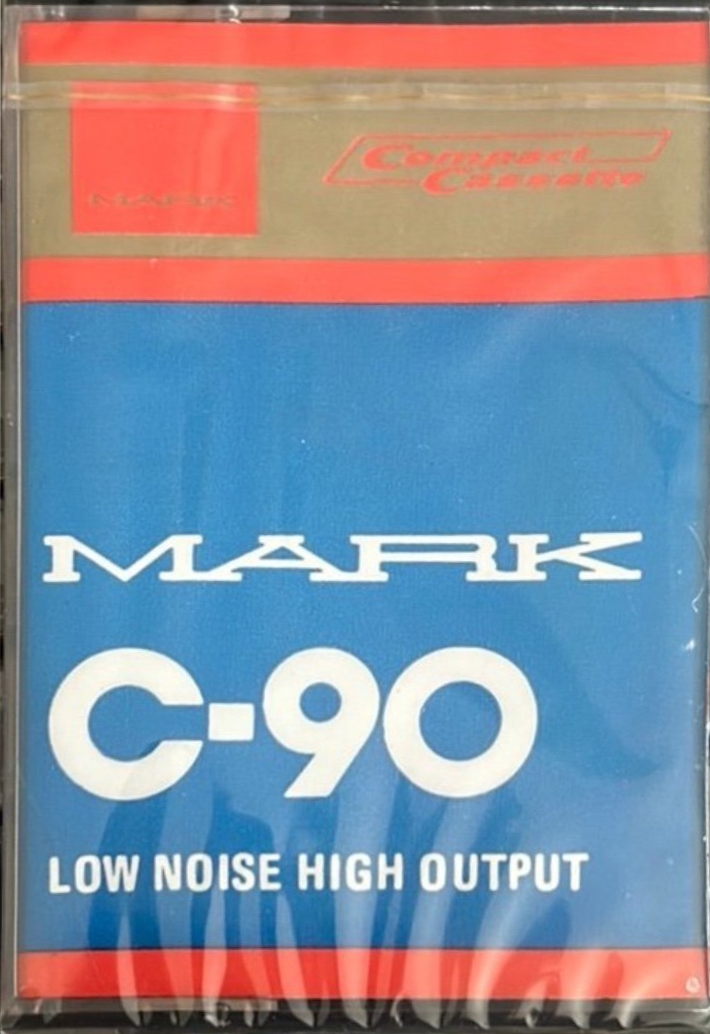 MARK
Compact
Cassette
MARK
C-90
LOW NOISE HIGH OUTPUT